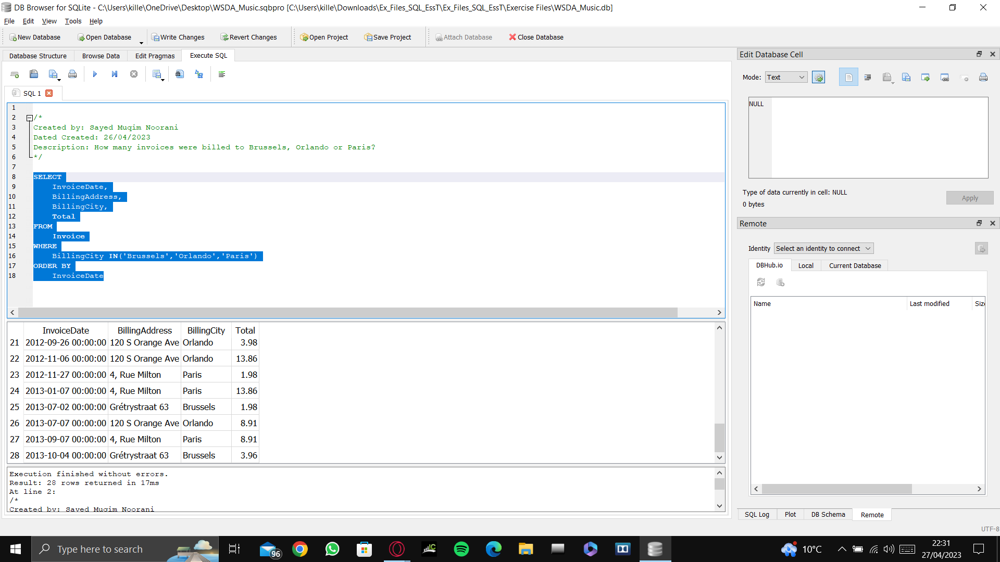 DB Browser for SQLite - C:\Users\kille\OneDrive\Desktop\WSDA_Music.sqbpro [C:\Users\kille\Downloads\Ex_Files_SQL_EssT\Ex_Files_SQL_EssT\Exercise Files\WSDA_Music.db]
File Edit View Tools Help
New Database Open Database Write Changes Revert Changes Open Project Save Project Attach Database Close Database
Database Structure Browse Data Edit Pragmas Execute SQL
SQL 1
1
2 /*
3 Created by: Sayed Muqim Noorani
4 Dated Created: 26/04/2023
5 Description: How many invoices were billed to Brussels, Orlando or Paris?
6 */
7
8 SELECT
9 InvoiceDate,
10 BillingAddress,
11 BillingCity,
12 Total
13 FROM
14 Invoice
15 WHERE
16 BillingCity IN('Brussels','Orlando','Paris')
17 ORDER BY
18 InvoiceDate
InvoiceDate BillingAddress BillingCity Total
21 2012-09-26 00:00:00 120 S Orange Ave Orlando 3.98
22 2012-11-06 00:00:00 120 S Orange Ave Orlando 13.86
23 2012-11-27 00:00:00 4, Rue Milton Paris 1.98
24 2013-01-07 00:00:00 4, Rue Milton Paris 13.86
25 2013-07-02 00:00:00 Grétrystraat 63 Brussels 1.98
26 2013-07-07 00:00:00 120 S Orange Ave Orlando 8.91
27 2013-09-07 00:00:00 4, Rue Milton Paris 8.91
28 2013-10-04 00:00:00 Grétrystraat 63 Brussels 3.96
Execution finished without errors.
Result: 28 rows returned in 17ms
At line 2:
/*
Created by: Sayed Muqim Noorani
Edit Database Cell
Mode: Text
NULL
Type of data currently in cell: NULL
0 bytes
Apply
Remote
Identity Select an identity to connect
DBHub.io Local Current Database
Name Last modified Size
SQL Log Plot DB Schema Remote
UTF-8
Type here to search
96
10°C
22:31
27/04/2023